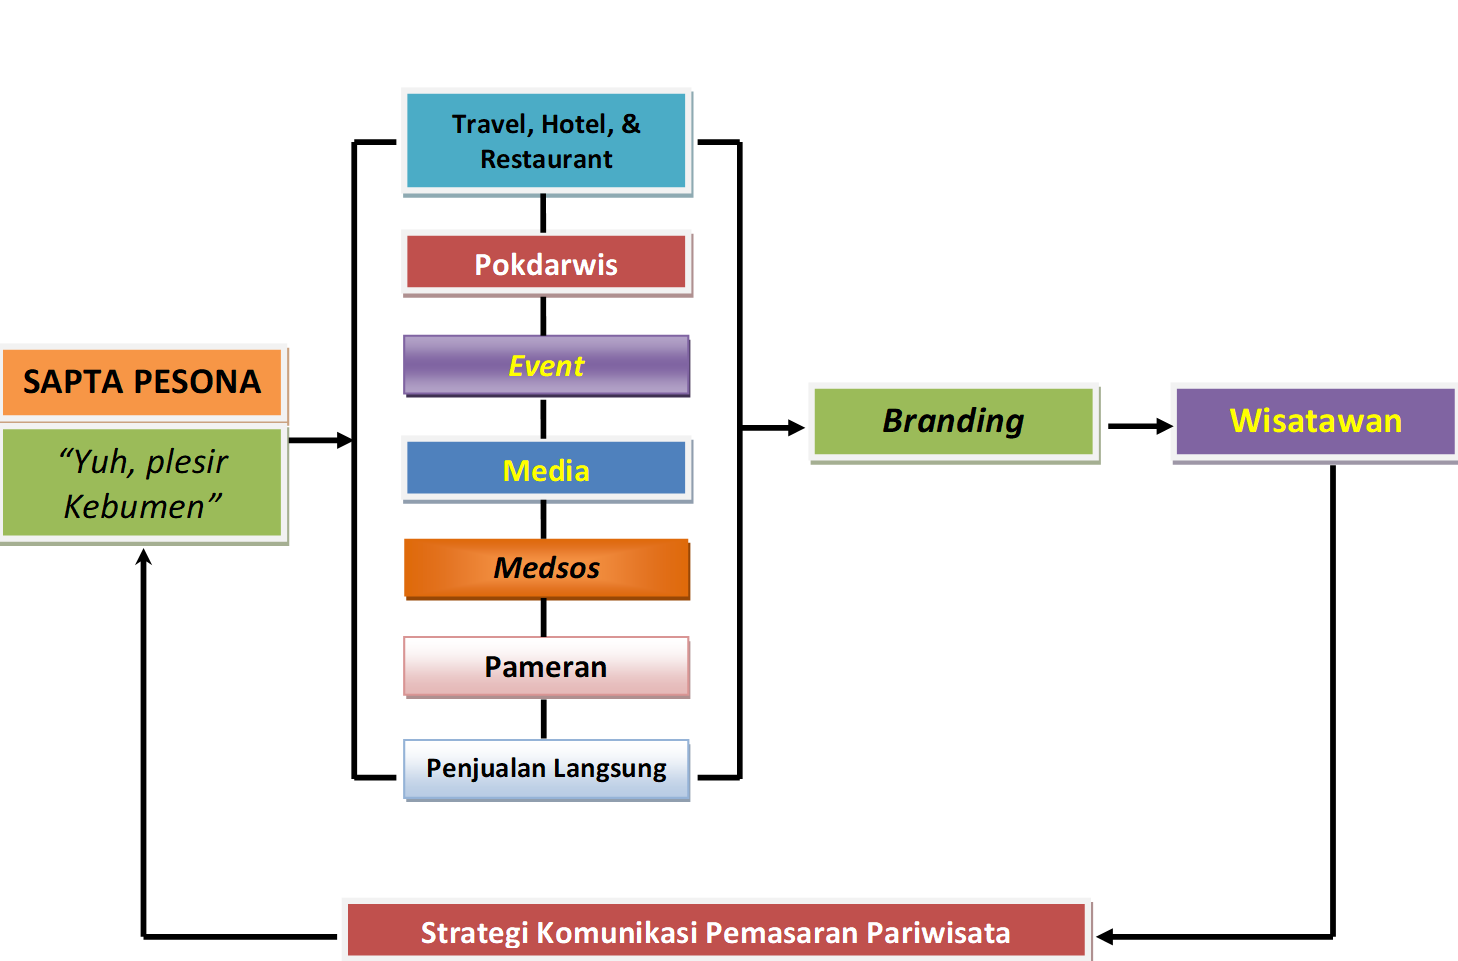 Travel, Hotel, &
Restaurant
Pokdarwis
Event
Media
Medsos
Pameran
Penjualan Langsung
SAPTA PESONA
“Yuh, plesir
Kebumen”
Branding
Wisatawan
Strategi Komunikasi Pemasaran Pariwisata